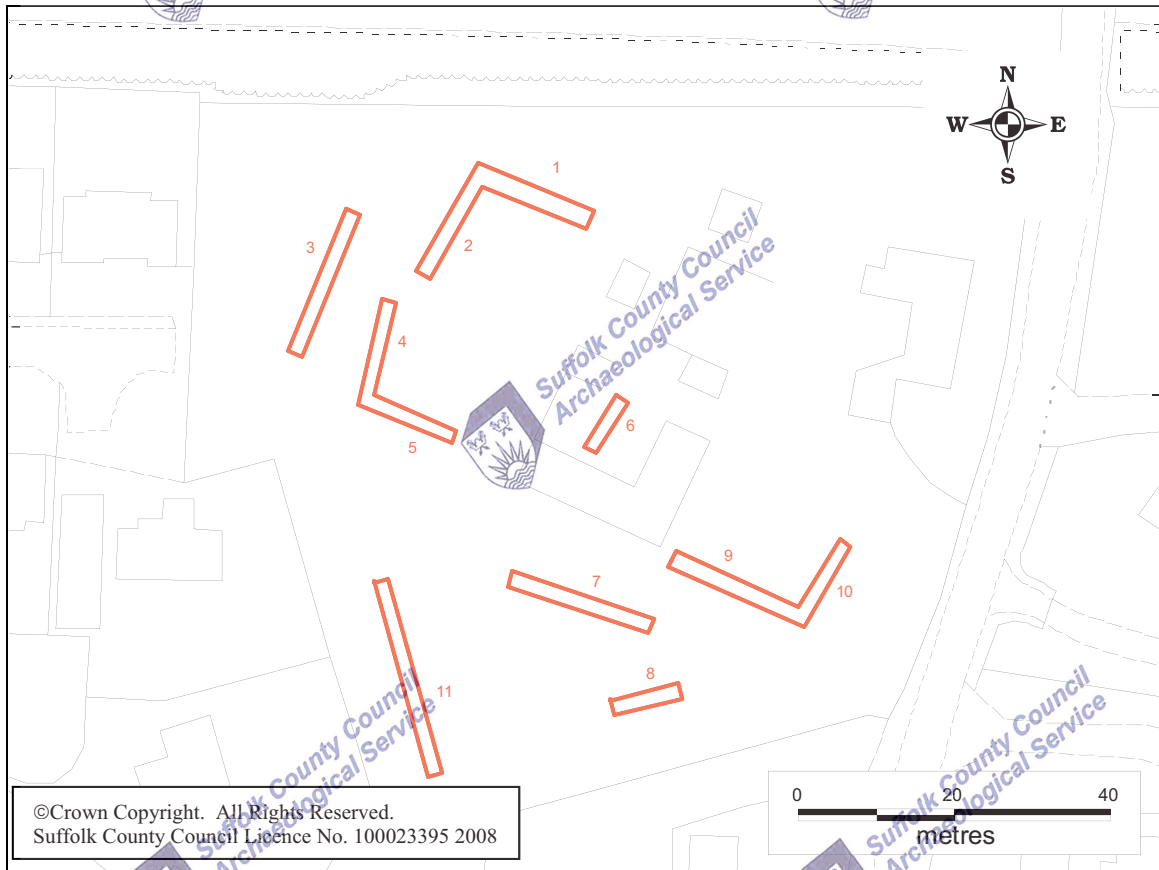 N
W E
S
1
2
3
4
5
6
7
8
9
10
11
Suffolk County Council
Archaeological Service
Suffolk County Council
Archaeological Service
Suffolk County Council
Archaeological Service
©Crown Copyright. All Rights Reserved.
Suffolk County Council Licence No. 100023395 2008
0 20 40
metres